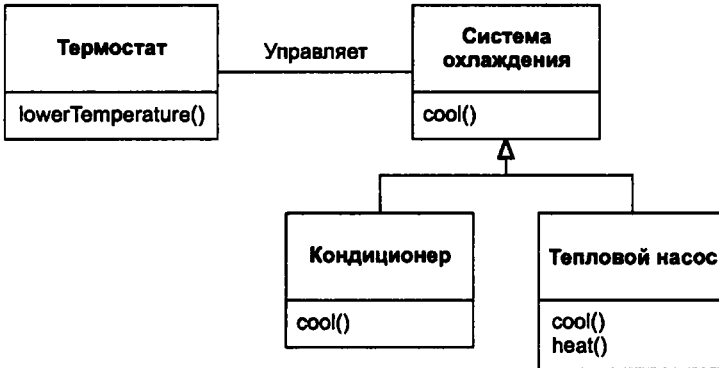 Термостат
lowerTemperature()
Управляет
Система
охлаждения
cool()
Кондиционер
cool()
Тепловой насос
cool()
heat()